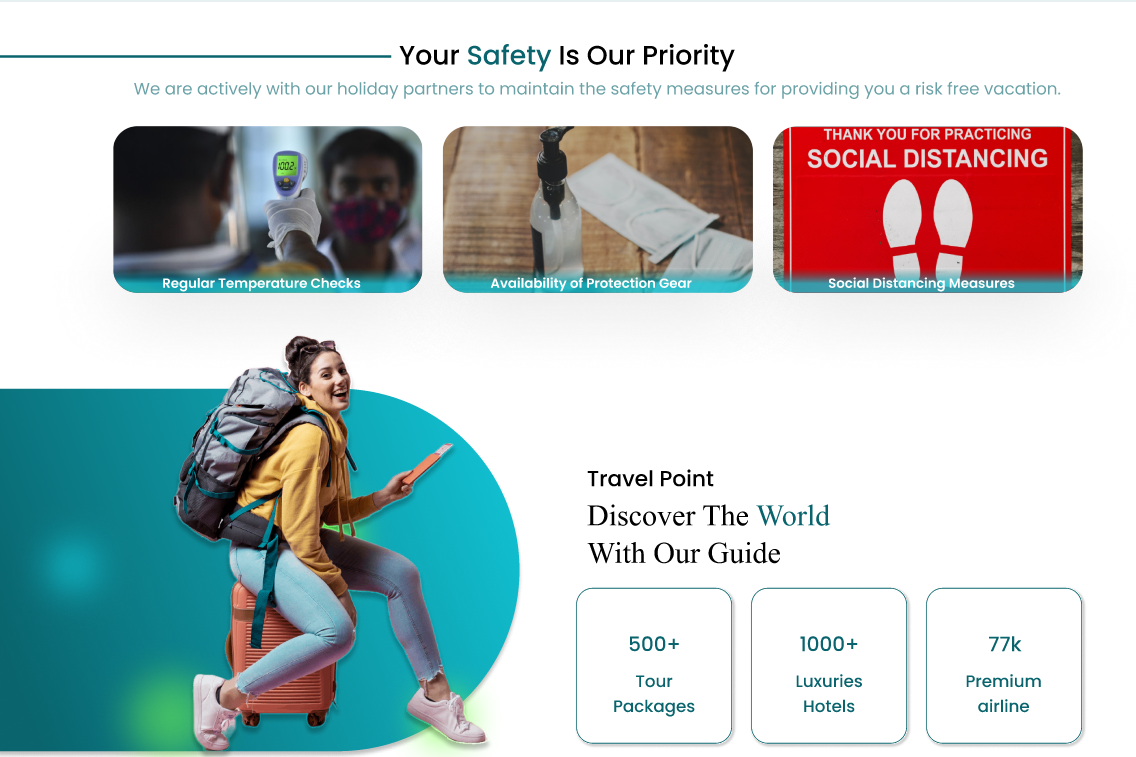 Your Safety Is Our Priority
We are actively with our holiday partners to maintain the safety measures for providing you a risk free vacation.
100.2
Regular Temperature Checks
Availability of Protection Gear
THANK YOU FOR PRACTICING
SOCIAL DISTANCING
Social Distancing Measures
Travel Point
Discover The World
With Our Guide
500+
Tour
Packages
1000+
Luxuries
Hotels
77k
Premium
airline